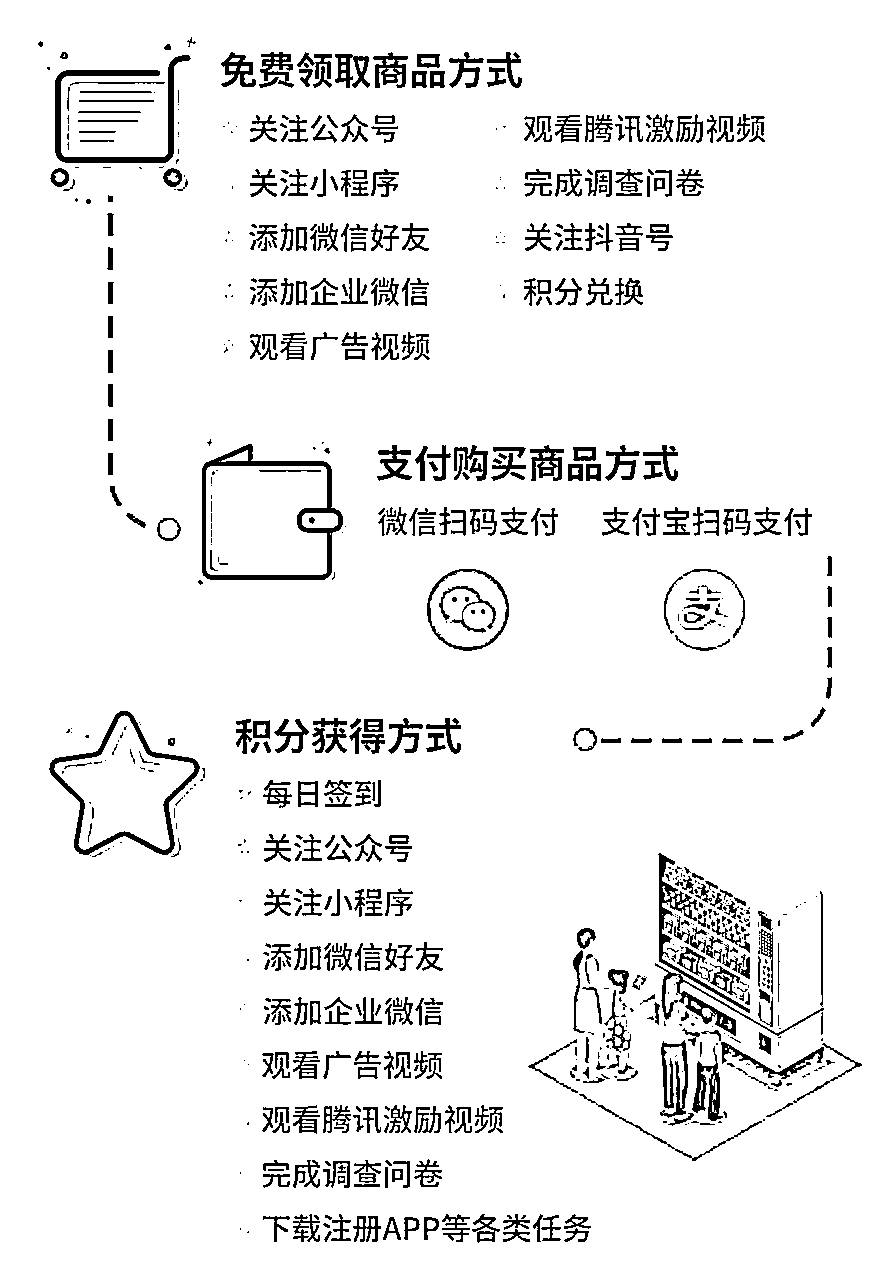 免费领取商品方式
关注公众号
关注小程序
添加微信好友
添加企业微信
观看广告视频
观看腾讯激励视频
完成调查问卷
关注抖音号
积分兑换
支付购买商品方式
微信扫码支付
支付宝扫码支付
支
积分获得方式
每日签到
关注公众号
关注小程序
添加微信好友
添加企业微信
观看广告视频
观看腾讯激励视频
完成调查问卷
下载注册APP等各类任务